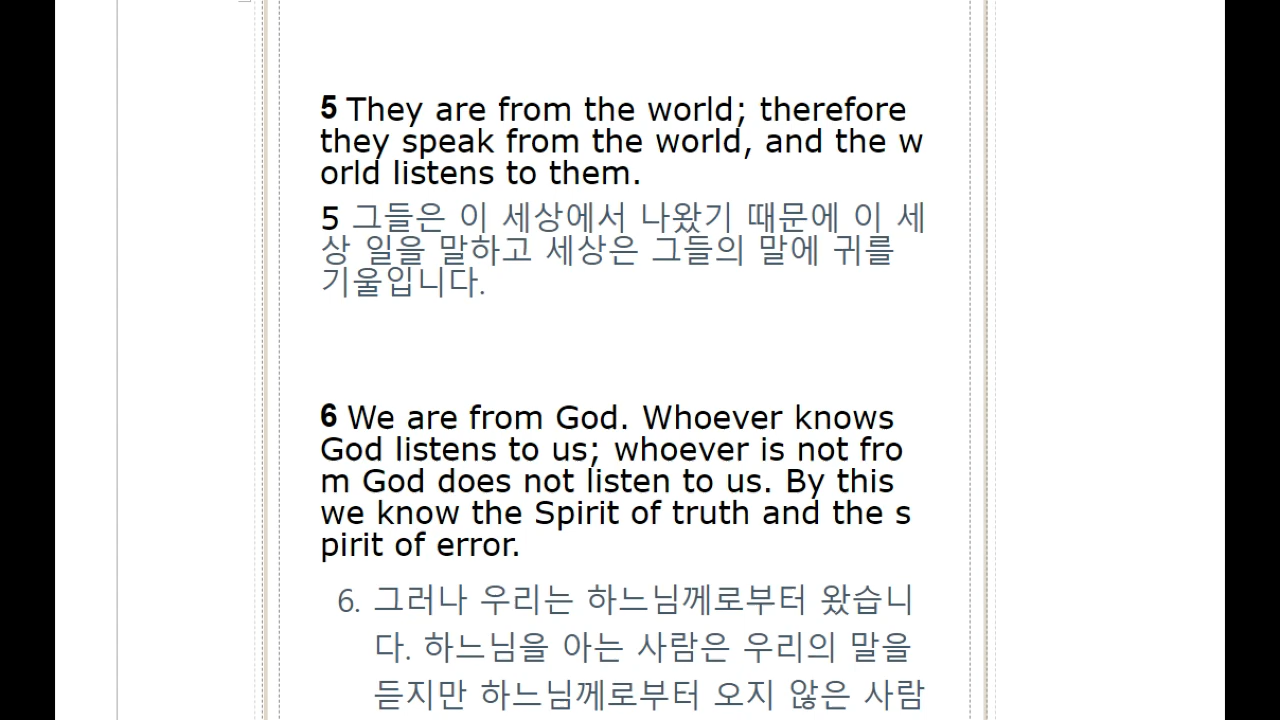 5 They are from the world; therefore
they speak from the world, and the w
orld listens to them.
5 그들은 이 세상에서 나왔기 때문에 이 세
상 일을 말하고 세상은 그들의 말에 귀를
기울입니다.
6 We are from God. Whoever knows
God listens to us; whoever is not fro
m God does not listen to us. By this
we know the Spirit of truth and the s
pirit of error.
6. 그러나 우리는 하느님께로부터 왔습니
다. 하느님을 아는 사람은 우리의 말을
듣지만 하느님께로부터 오지 않은 사람